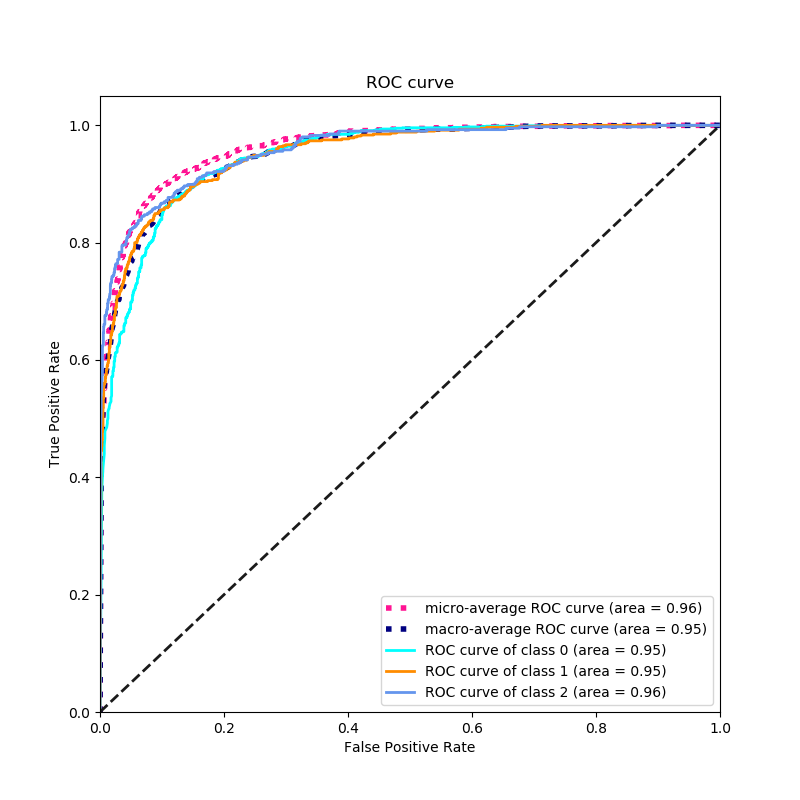 ROC curve
True Positive Rate
1.0
0.8
0.6
0.4
0.2
0.0
micro-average ROC curve (area = 0.96)
macro-average ROC curve (area = 0.95)
ROC curve of class 0 (area = 0.95)
ROC curve of class 1 (area = 0.95)
ROC curve of class 2 (area = 0.96)
0.0 0.2 0.4 0.6 0.8 1.0
False Positive Rate